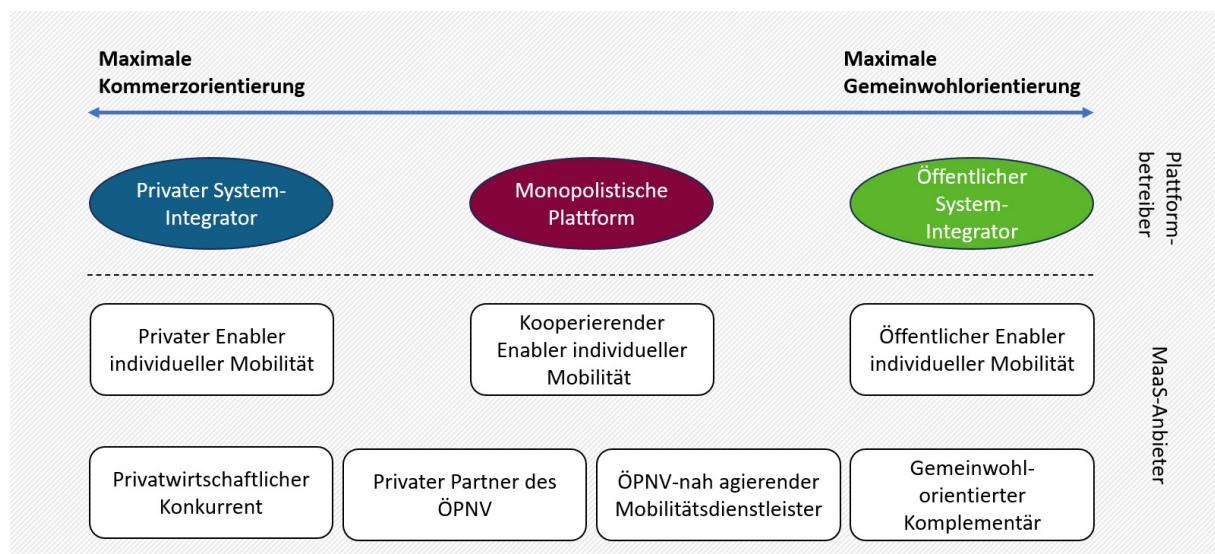 Maximale
Kommerzorientierung
Maximale
Gemeinwohlorientierung
Privater System-
Integrator
Monopolistische
Plattform
Öffentlicher
System-
Integrator
Plattform-
betreiber
Privater Enabler
individueller Mobilität
Kooperierender
Enabler individueller
Mobilität
Öffentlicher Enabler
individueller Mobilität
MaaS-Anbieter
Privatwirtschaftlicher
Konkurrent
Privater Partner des
ÖPNV
ÖPNV-nah agierender
Mobilitätsdienstleister
Gemeinwohl-
orientierter
Komplementär